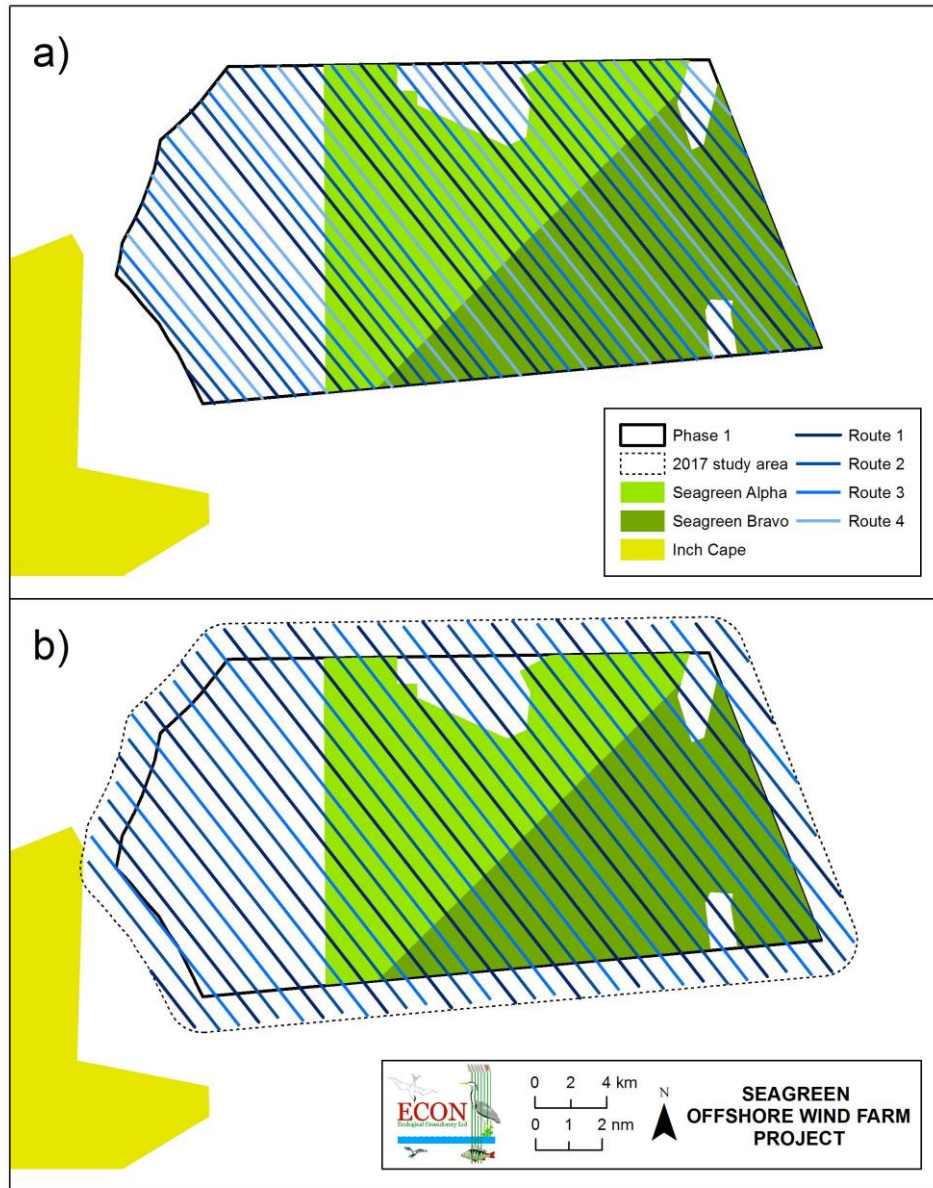 a)
Phase 1
2017 study area
Seagreen Alpha
Seagreen Bravo
Inch Cape
Route 1
Route 2
Route 3
Route 4
b)
ECON
Ecological Consultancy Ltd
0 2 4 km
0 1 2 nm
N
SEAGREEN
OFFSHORE WIND FARM
PROJECT